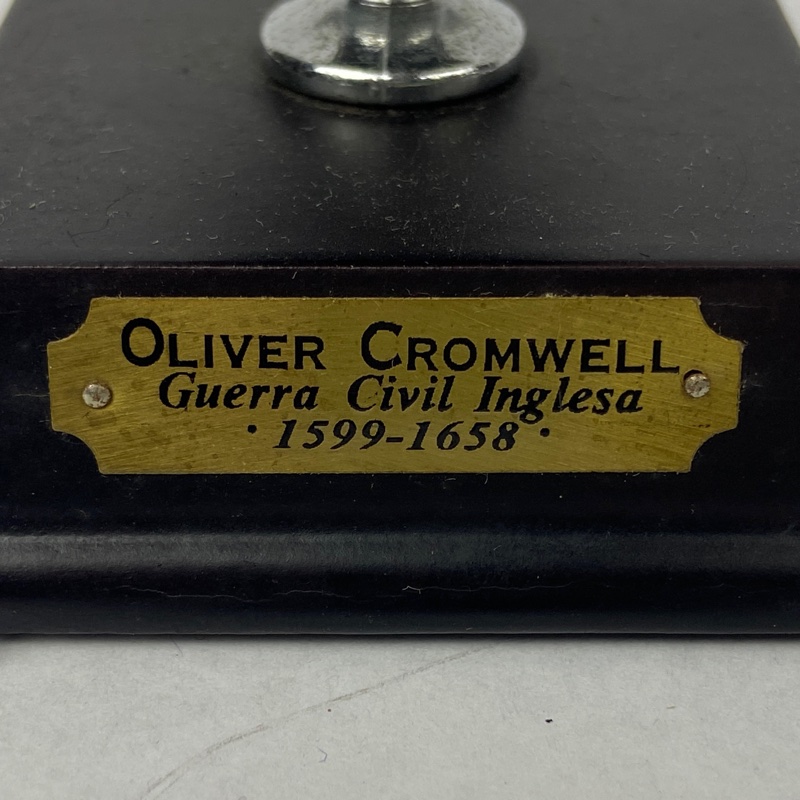 OLIVER CROMWELL
Guerra Civil Inglesa
· 1599-1658 ·